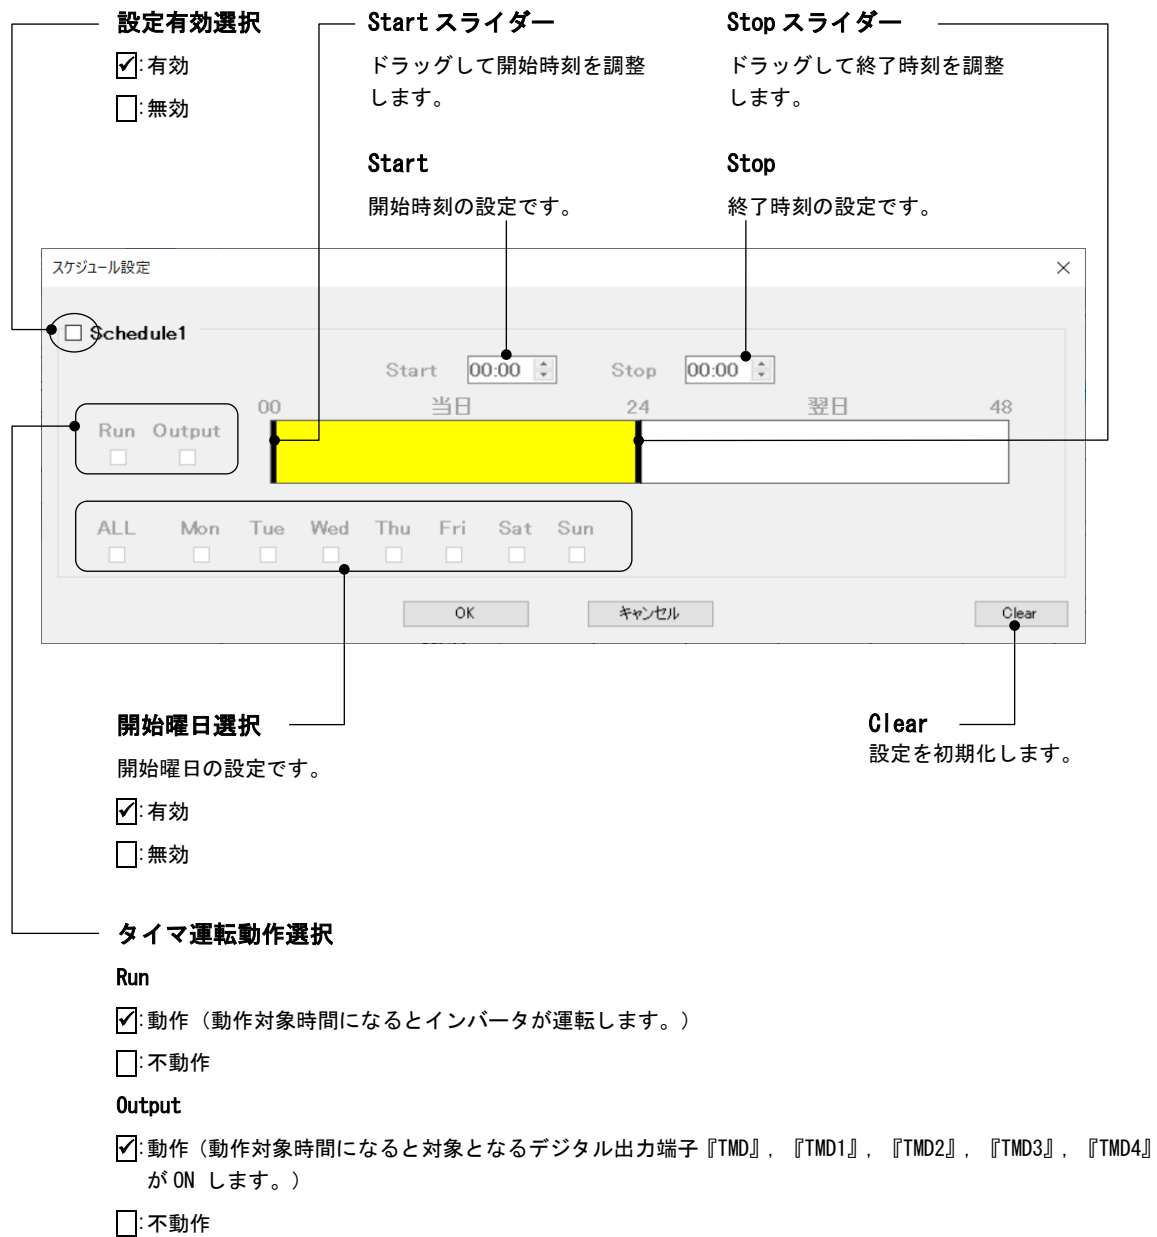 設定有効選択
☑:有効
☐:無効
Start スライダー
ドラッグして開始時刻を調整
します。
Stop スライダー
ドラッグして終了時刻を調整
します。
Start
開始時刻の設定です。
Stop
終了時刻の設定です。
スケジュール設定
Schedule1
Start 00:00 Stop 00:00
00 当日 24 翌日 48
Run Output
ALL Mon Tue Wed Thu Fri Sat Sun
OK キャンセル Clear
開始曜日選択
開始曜日の設定です。
☑:有効
☐:無効
Clear
設定を初期化します。
タイマ運転動作選択
Run
☑:動作（動作対象時間になるとインバータが運転します。）
☐:不動作
Output
☑:動作（動作対象時間になると対象となるデジタル出力端子『TMD』, 『TMD1』, 『TMD2』, 『TMD3』, 『TMD4』
が ON します。）
☐:不動作